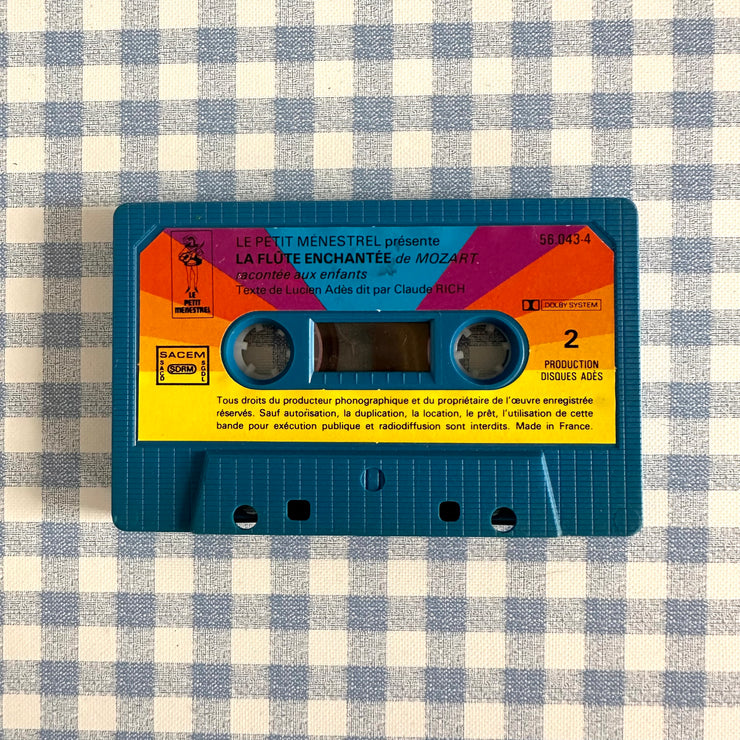 LE PETIT MÉNESTREL présente
56.043-4
LA FLÛTE ENCHANTÉE de MOZART.
racontée aux enfants
Texte de Lucien Adès dit par Claude RICH
LE
PETIT
MENESTREL
DOLBY SYSTEM
2
PRODUCTION
DISQUES ADÈS
SACEM
SACD
SDRM
SGDL
Tous droits du producteur phonographique et du propriétaire de l'œuvre enregistrée
réservés. Sauf autorisation, la duplication, la location, le prêt, l'utilisation de cette
bande pour exécution publique et radiodiffusion sont interdits. Made in France.